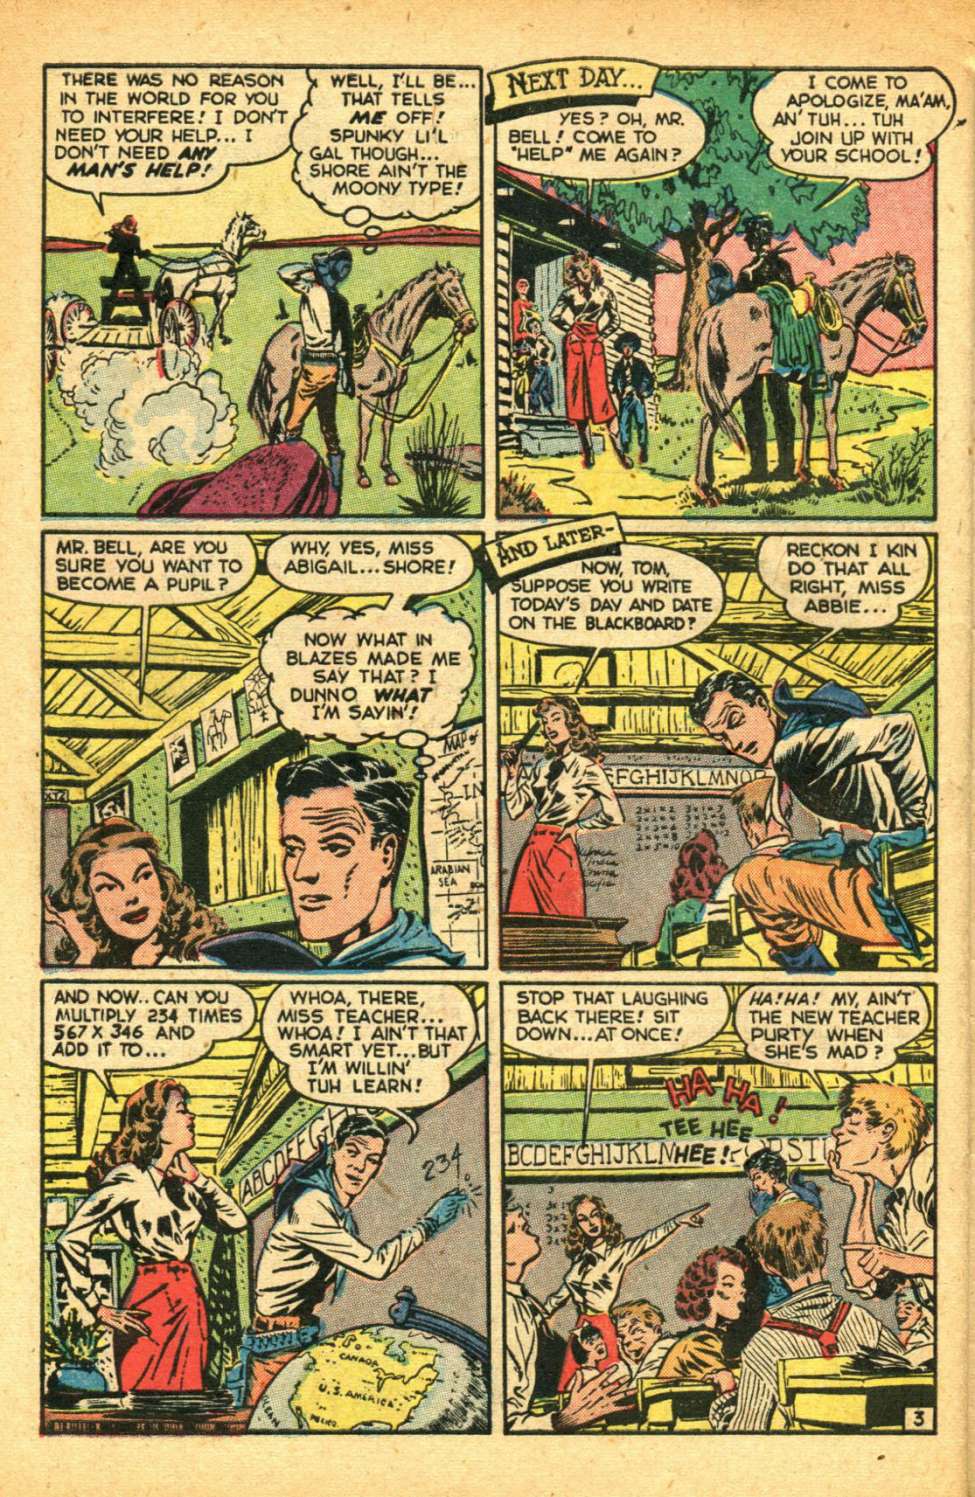 THERE WAS NO REASON
IN THE WORLD FOR YOU
TO INTERFERE! I DON'T
NEED YOUR HELP... I
DON'T NEED ANY
MAN'S HELP!
WELL, I'LL BE...
THAT TELLS
ME OFF!
SPUNKY LI'L
GAL THOUGH...
SHORE AIN'T THE
MOONY TYPE!
NEXT DAY...
YES? OH, MR.
BELL! COME TO
"HELP" ME AGAIN?
I COME TO
APOLOGIZE, MA'AM,
AN' TUH... TUH
JOIN UP WITH
YOUR SCHOOL!
MR. BELL, ARE YOU
SURE YOU WANT TO
BECOME A PUPIL?
WHY, YES, MISS
ABIGAIL... SHORE!
NOW WHAT IN
BLAZES MADE ME
SAY THAT? I
DUNNO WHAT
I'M SAYIN'!
MAP OF
IN
ARABIAN
SEA
AND LATER-
NOW, TOM,
SUPPOSE YOU WRITE
TODAY'S DAY AND DATE
ON THE BLACKBOARD?
RECKON I KIN
DO THAT ALL
RIGHT, MISS
ABBIE...
EFGHIJKLMNOP
AND NOW.. CAN YOU
MULTIPLY 234 TIMES
567 X 346 AND
ADD IT TO...
WHOA, THERE,
MISS TEACHER...
WHOA! I AIN'T THAT
SMART YET...BUT
I'M WILLIN'
TUH LEARN!
ABCDEFG
234
CANADA
U.S. AMERICA
MEXICO
STOP THAT LAUGHING
BACK THERE! SIT
DOWN...AT ONCE!
HA! HA! MY, AIN'T
THE NEW TEACHER
PURTY WHEN
SHE'S MAD?
HA HA!
TEE HEE
HEE!
ABCDEFGHIJKLM
3